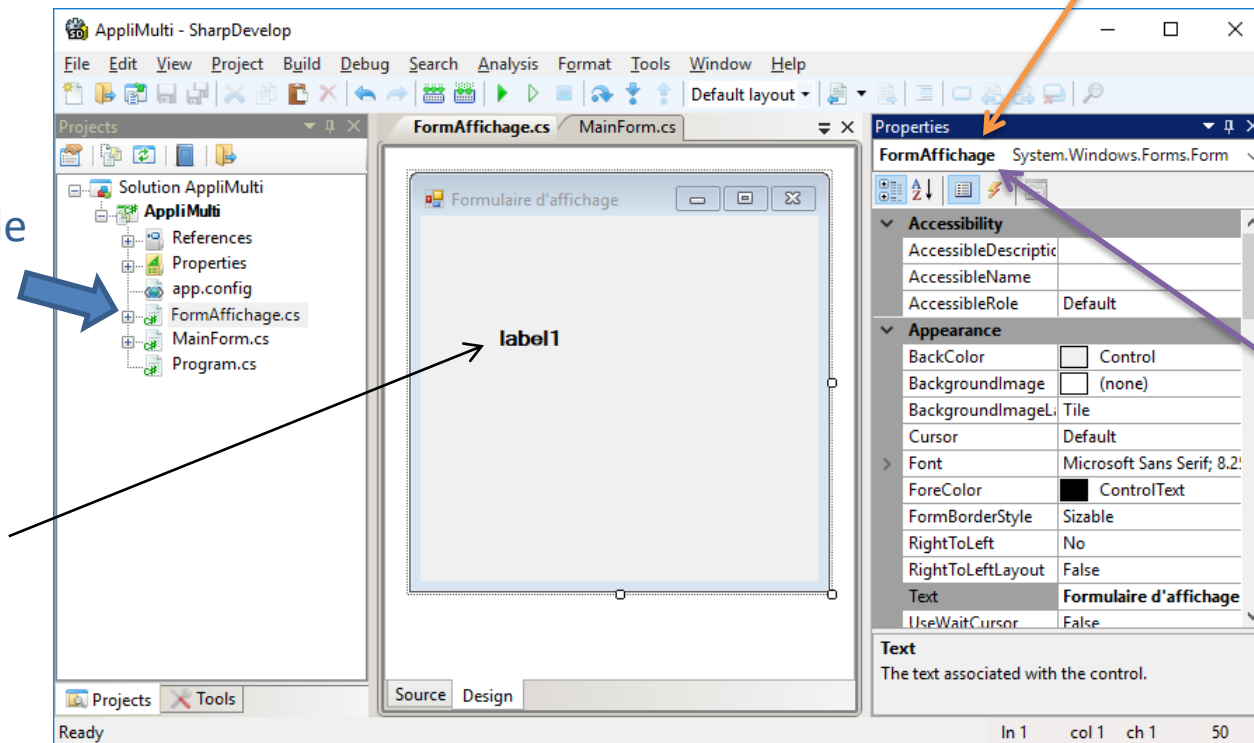 AppliMulti - SharpDevelop
File Edit View Project Build Debug Search Analysis Format Tools Window Help
Default layout
Projects
Solution AppliMulti
AppliMulti
References
Properties
app.config
FormAffichage.cs
MainForm.cs
Program.cs
e
Projects Tools
FormAffichage.cs MainForm.cs
Formulaire d'affichage
label1
Source Design
Properties
FormAffichage System.Windows.Forms.Form
Accessibility
AccessibleDescriptic
AccessibleName
AccessibleRole Default
Appearance
BackColor Control
BackgroundImage (none)
BackgroundImageLa Tile
Cursor Default
Font Microsoft Sans Serif; 8.25
ForeColor ControlText
FormBorderStyle Sizable
RightToLeft No
RightToLeftLayout False
Text Formulaire d'affichage
UseWaitCursor False
Text
The text associated with the control.
Ready ln 1 col 1 ch 1 50